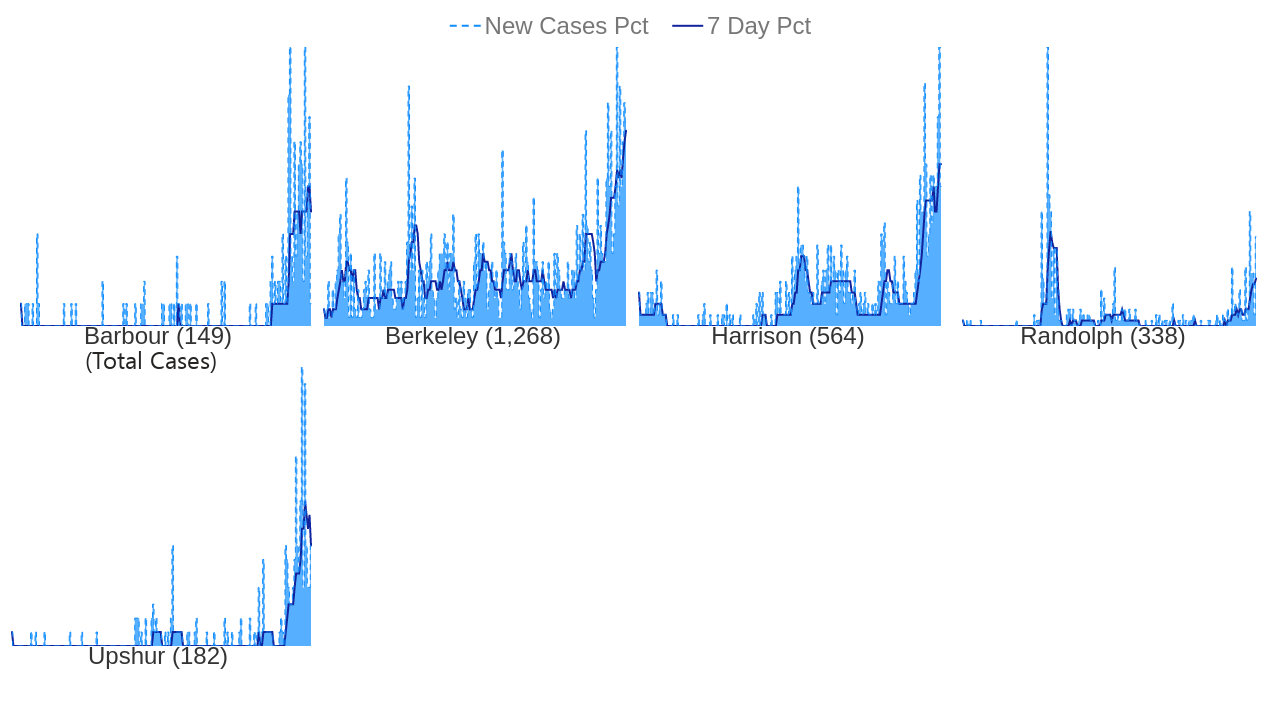 New Cases Pct 7 Day Pct
Barbour (149) Berkeley (1,268) Harrison (564) Randolph (338)
(Total Cases)
Upshur (182)